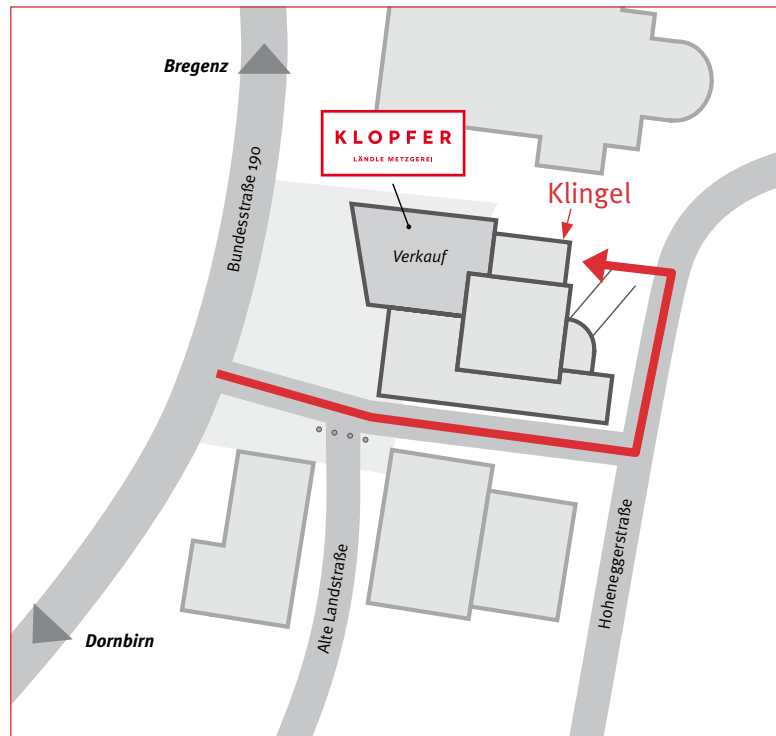 Bregenz
KLOPFER
LÄNDLE METZGEREI
Bundesstraße 190
Klingel
Verkauf
Alte Landstraße
Hoheneggerstraße
Dornbirn